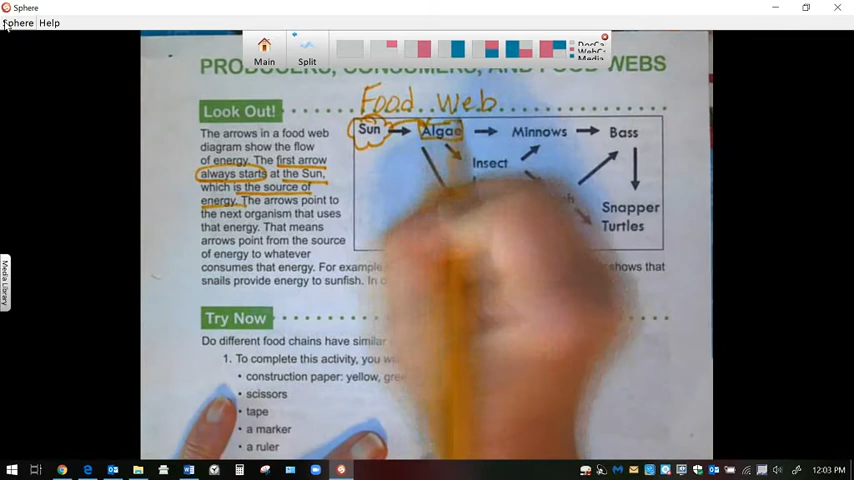 Sphere
Sphere Help
Main
Split
DocCa
WebC
Media
PRODUCERS, CONSUMERS, AND FOOD WEBS
Food Web
Look Out!
The arrows in a food web
diagram show the flow
of energy. The first arrow
always starts at the Sun,
which is the source of
energy. The arrows point to
the next organism that uses
that energy. That means
arrows point from the source
of energy to whatever
consumes that energy. For example shows that
snails provide energy to sunfish. In
Sun
Algae
Minnows
Bass
Insect
Snapper
Turtles
Try Now
Do different food chains have similar
1. To complete this activity, you
• construction paper: yellow,
• scissors
• tape
• a marker
• a ruler
Media Library
12:03 PM